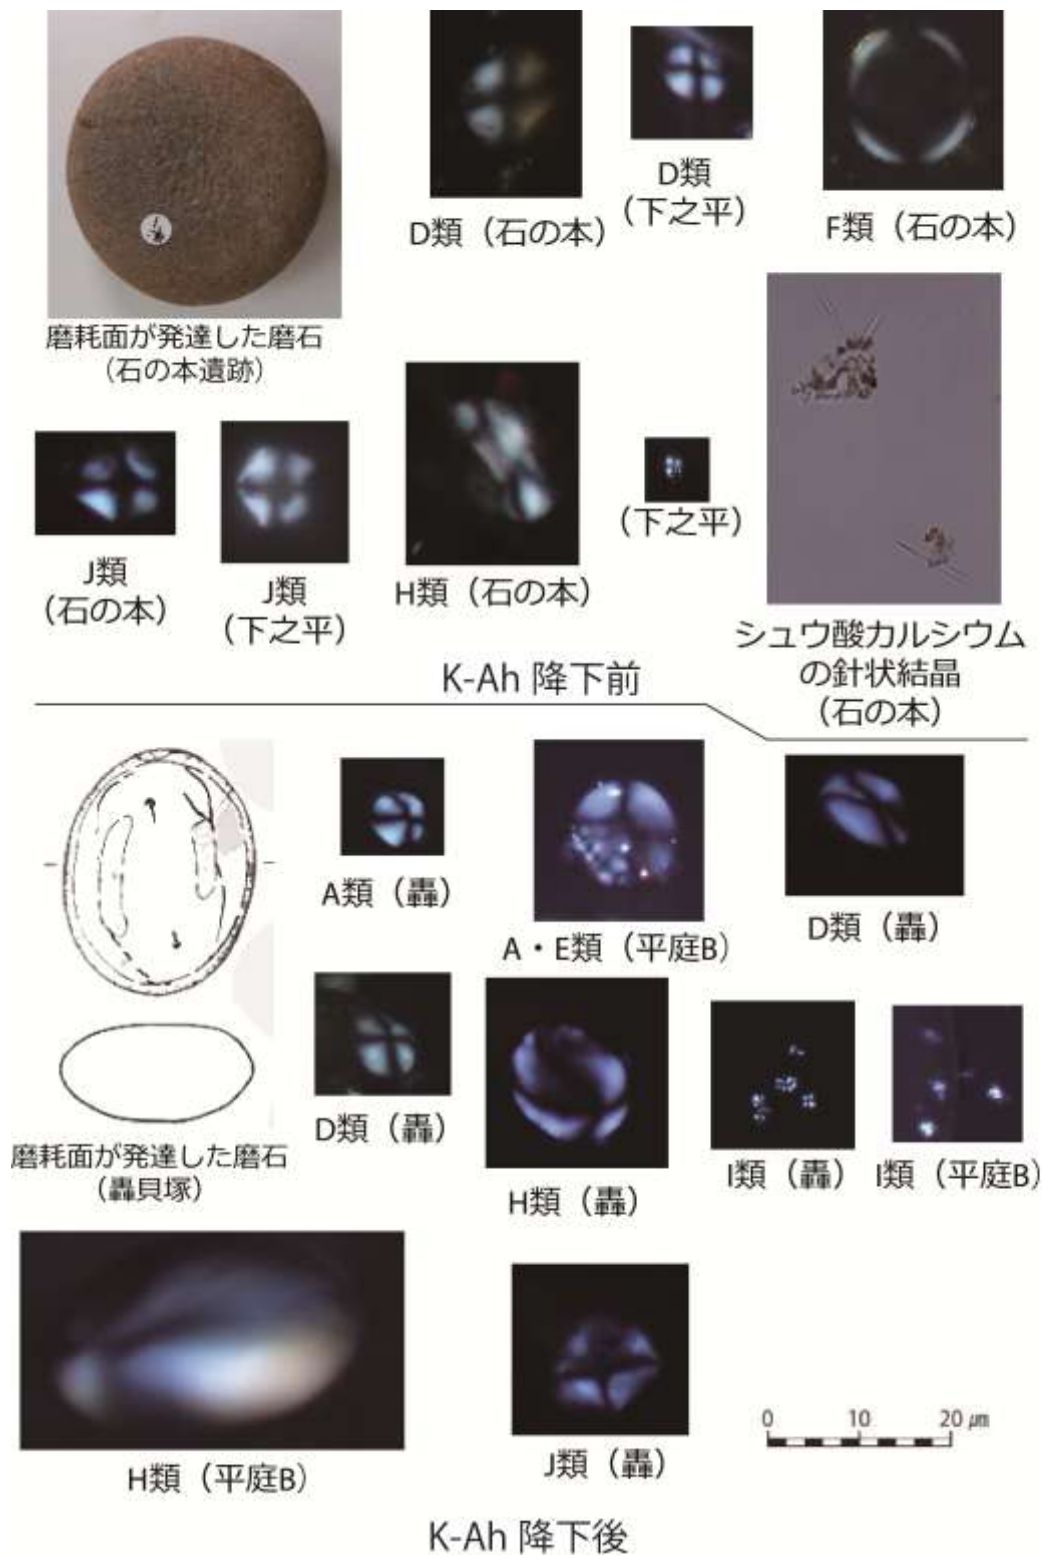 D類（石の本）
D類
（下之平）
F類（石の本）
磨耗面が発達した磨石
（石の本遺跡）
J類
（石の本）
J類
（下之平）
H類（石の本）
（下之平）
シュウ酸カルシウム
の針状結晶
（石の本）
K-Ah 降下前
A類（轟）
A・E類（平庭B）
D類（轟）
D類（轟）
H類（轟）
I類（轟）
I類（平庭B）
磨耗面が発達した磨石
（轟貝塚）
H類（平庭B）
J類（轟）
0 10 20 μm
K-Ah 降下後